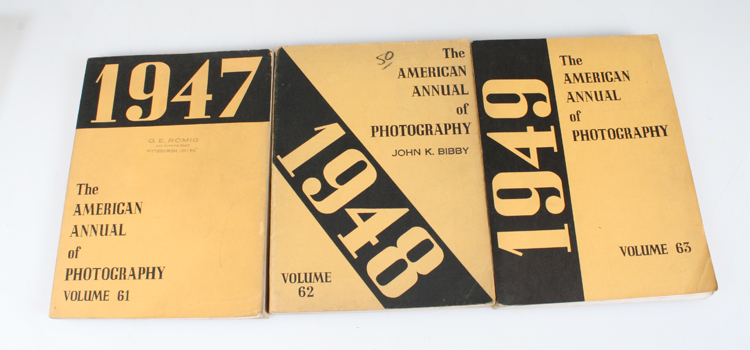 1947
G. E. ROMIG
The
AMERICAN
ANNUAL
of
PHOTOGRAPHY
VOLUME 61
50
The
AMERICAN
ANNUAL
of
PHOTOGRAPHY
JOHN K. BIBBY
1948
VOLUME
62
1949
The
AMERICAN
ANNUAL
of
PHOTOGRAPHY
VOLUME 63